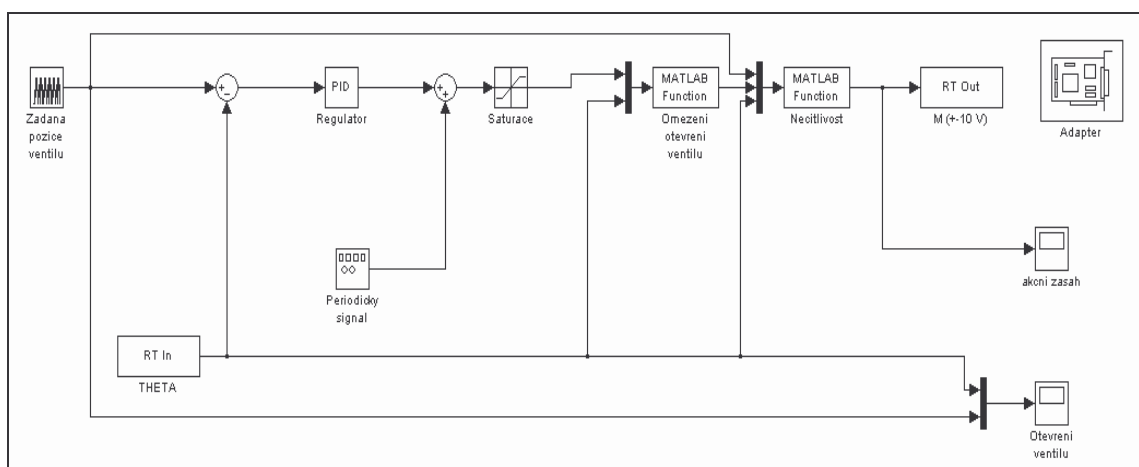 Zadana
pozice
ventilu
+
−
PID
Regulator
+
+
Saturace
MATLAB
Function
Omezeni
otevreni
ventilu
MATLAB
Function
Necitlivost
RT Out
M (+-10 V)
Adapter
Periodicky
signal
akcni zasah
RT In
THETA
Otevreni
ventilu